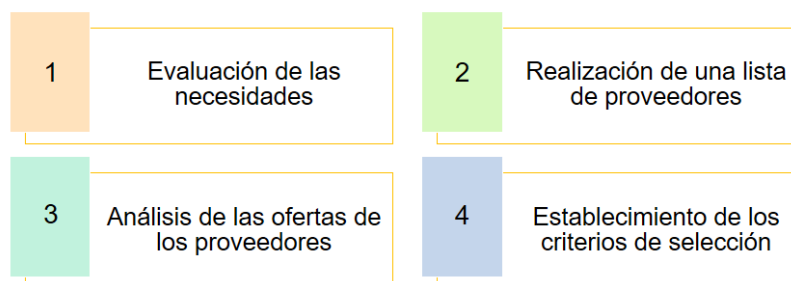 1
Evaluación de las
necesidades
2
Realización de una lista
de proveedores
3
Análisis de las ofertas de
los proveedores
4
Establecimiento de los
criterios de selección